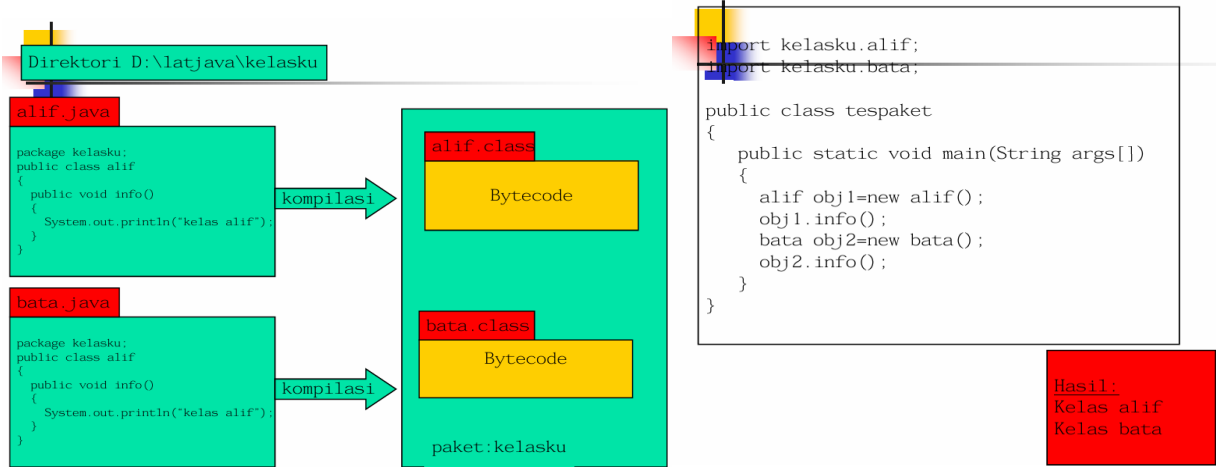 Direktori D:\latjava\kelasku
alif.java
package kelasku;
public class alif
{
public void info()
{
System.out.println("kelas alif");
}
}
kompilasi
alif.class
Bytecode
bata.java
package kelasku;
public class alif
{
public void info()
{
System.out.println("kelas alif");
}
}
kompilasi
bata.class
Bytecode
paket:kelasku
import kelasku.alif;
import kelasku.bata;
public class tespaket
{
public static void main(String args[])
{
alif obj1=new alif();
obj1.info();
bata obj2=new bata();
obj2.info();
}
}
Hasil:
Kelas alif
Kelas bata